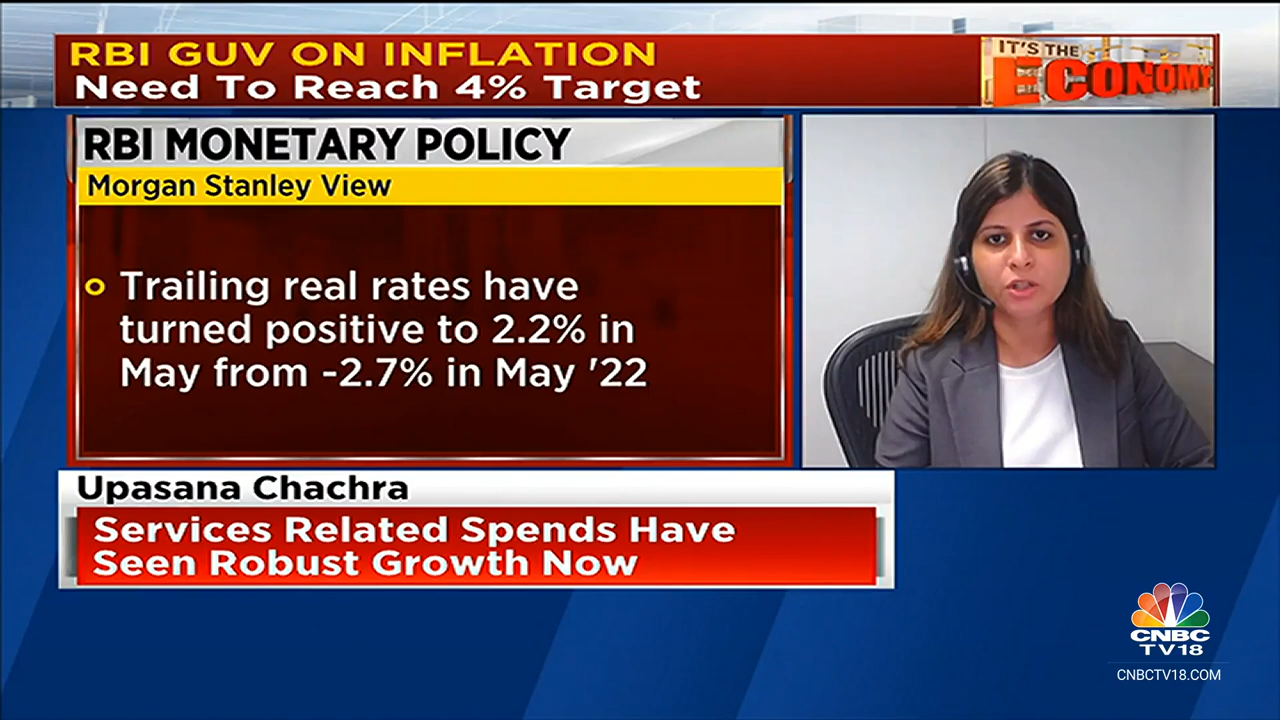 RBI GUV ON INFLATION
Need To Reach 4% Target
IT'S THE
ECONOMY
RBI MONETARY POLICY
Morgan Stanley View
Trailing real rates have
turned positive to 2.2% in
May from -2.7% in May '22
Upasana Chachra
Services Related Spends Have
Seen Robust Growth Now
CNBC
TV18
CNBCTV18.COM